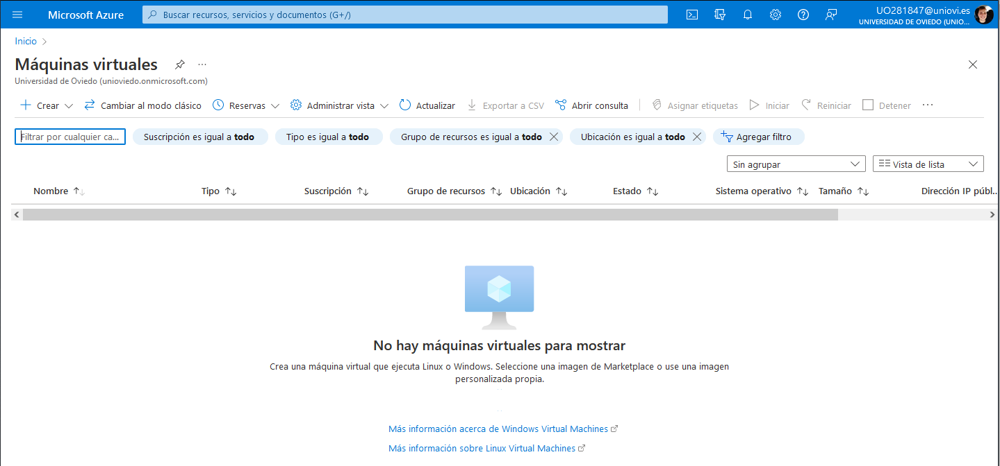 Microsoft Azure
Buscar recursos, servicios y documentos (G+/)
UO281847@uniovi.es
UNIVERSIDAD DE OVIEDO (UNIO...
Inicio
Máquinas virtuales
Universidad de Oviedo (uniovi​edo.onmicrosoft.com)
Crear Cambiar al modo clásico Reservas Administrar vista Actualizar Exportar a CSV Abrir consulta Asignar etiquetas Iniciar Reiniciar Detener ...
Filtrar por cualquier ca... Suscripción es igual a todo Tipo es igual a todo Grupo de recursos es igual a todo Ubicación es igual a todo Agregar filtro
Sin agrupar Vista de lista
Nombre Tipo Suscripción Grupo de recursos Ubicación Estado Sistema operativo Tamaño Dirección IP públ...
No hay máquinas virtuales para mostrar
Crea una máquina virtual que ejecuta Linux o Windows. Seleccione una imagen de Marketplace o use una imagen
personalizada propia.
Más información acerca de Windows Virtual Machines
Más información sobre Linux Virtual Machines